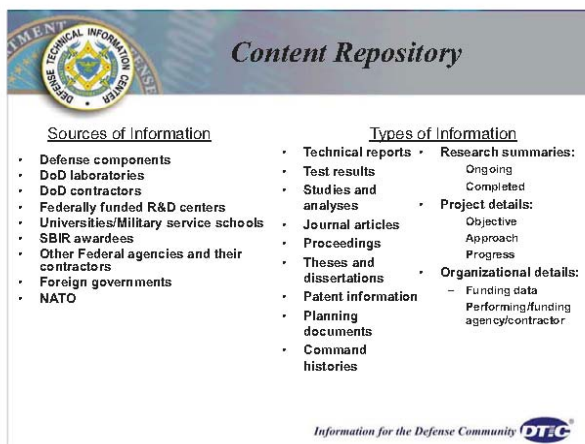 DEFENSE TECHNICAL INFORMATION CENTER
Content Repository
Sources of Information
• Defense components
• DoD laboratories
• DoD contractors
• Federally funded R&D centers
• Universities/Military service schools
• SBIR awardees
• Other Federal agencies and their
contractors
• Foreign governments
• NATO
Types of Information
• Technical reports
• Test results
• Studies and
analyses
• Journal articles
• Proceedings
• Theses and
dissertations
• Patent information
• Planning
documents
• Command
histories
• Research summaries:
Ongoing
Completed
• Project details:
Objective
Approach
Progress
• Organizational details:
– Funding data
Performing/funding
agency/contractor
Information for the Defense Community
DTIC®